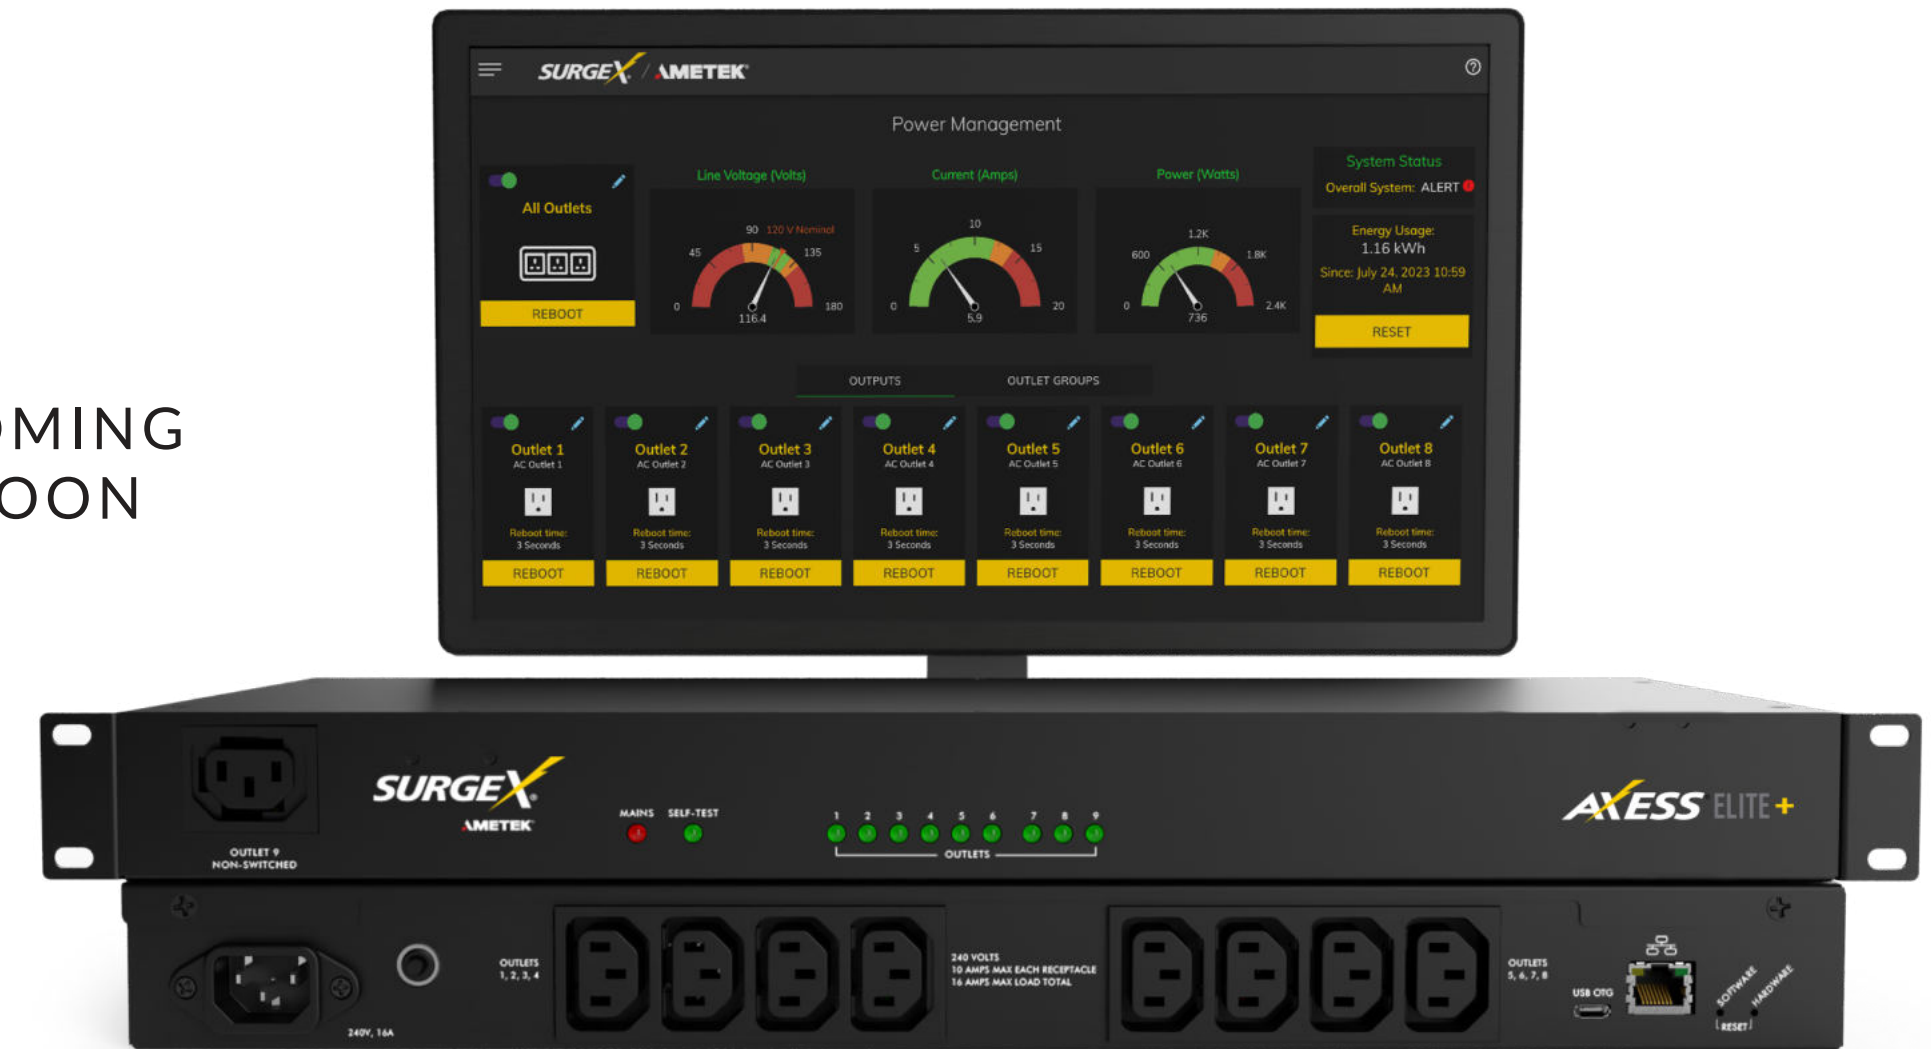 OMING
OON
SURGEX / AMETEK
Power Management
All Outlets
REBOOT
Line Voltage (Volts)
0 45 90 120 V Nominal 135 180
116.4
Current (Amps)
0 5 10 15 20
5.9
Power (Watts)
0 600 1.2K 1.8K 2.4K
736
System Status
Overall System: ALERT
Energy Usage:
1.16 kWh
Since: July 24, 2023 10:59
AM
RESET
OUTPUTS OUTLET GROUPS
Outlet 1 Outlet 2 Outlet 3 Outlet 4 Outlet 5 Outlet 6 Outlet 7 Outlet 8
AC Outlet 1 AC Outlet 2 AC Outlet 3 AC Outlet 4 AC Outlet 5 AC Outlet 6 AC Outlet 7 AC Outlet 8
Reboot time: Reboot time: Reboot time: Reboot time: Reboot time: Reboot time: Reboot time: Reboot time:
3 Seconds 3 Seconds 3 Seconds 3 Seconds 3 Seconds 3 Seconds 3 Seconds 3 Seconds
REBOOT REBOOT REBOOT REBOOT REBOOT REBOOT REBOOT REBOOT
OUTLET 9
NON-SWITCHED
SURGEX
AMETEK
MAINS SELF-TEST
1 2 3 4 5 6 7 8 9
OUTLETS
AXESS ELITE +
240V, 16A
OUTLETS
1, 2, 3, 4
240 VOLTS
10 AMPS MAX EACH RECEPTACLE
16 AMPS MAX LOAD TOTAL
OUTLETS
5, 6, 7, 8
USB OTG
SOFTWARE
HARDWARE
RESET